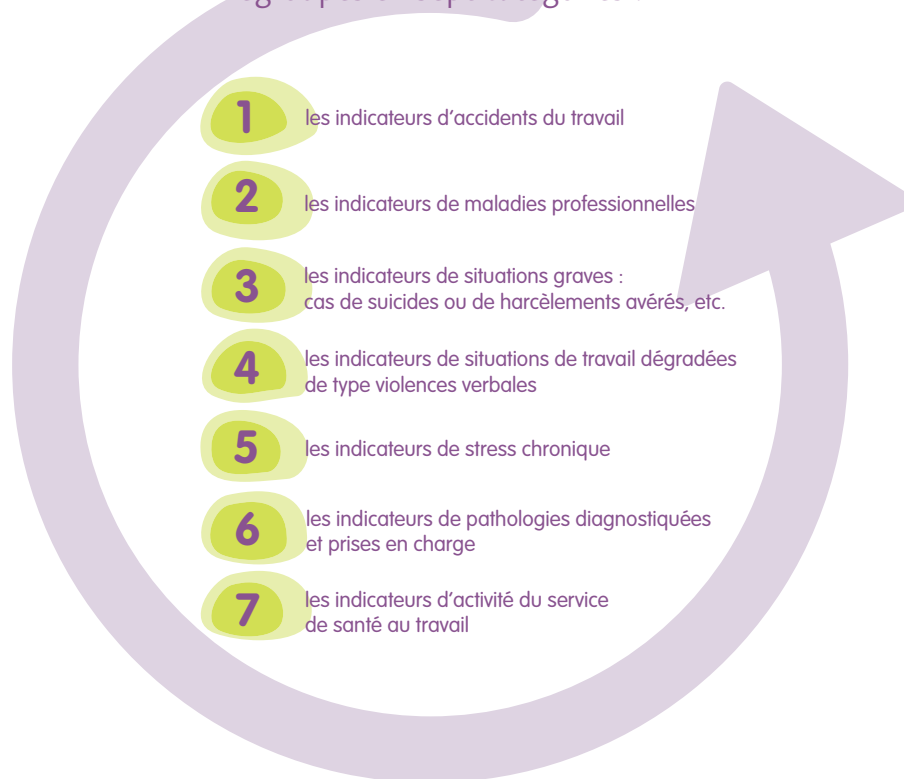 1 les indicateurs d’accidents du travail
2 les indicateurs de maladies professionnelles
3 les indicateurs de situations graves :
cas de suicides ou de harcèlements avérés, etc.
4 les indicateurs de situations de travail dégradées
de type violences verbales
5 les indicateurs de stress chronique
6 les indicateurs de pathologies diagnostiquées
et prises en charge
7 les indicateurs d’activité du service
de santé au travail